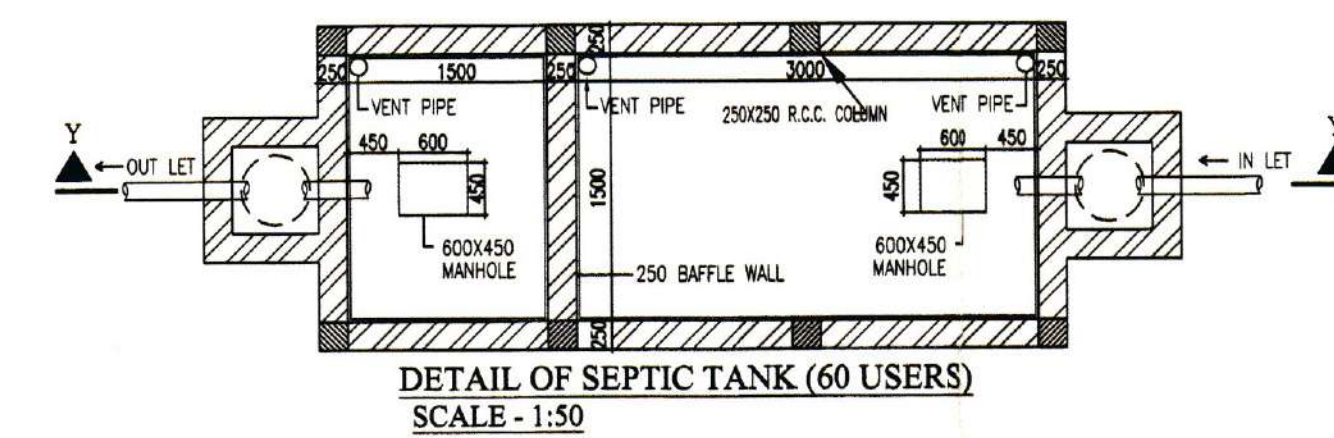 250
250
1500
250
3000
250
VENT PIPE
VENT PIPE
250X250 R.C.C. COLUMN
VENT PIPE
Y
OUT LET
450
600
450
1500
600
450
450
IN LET
Y
600X450
MANHOLE
250 BAFFLE WALL
600X450
MANHOLE
250
DETAIL OF SEPTIC TANK (60 USERS)
SCALE - 1:50